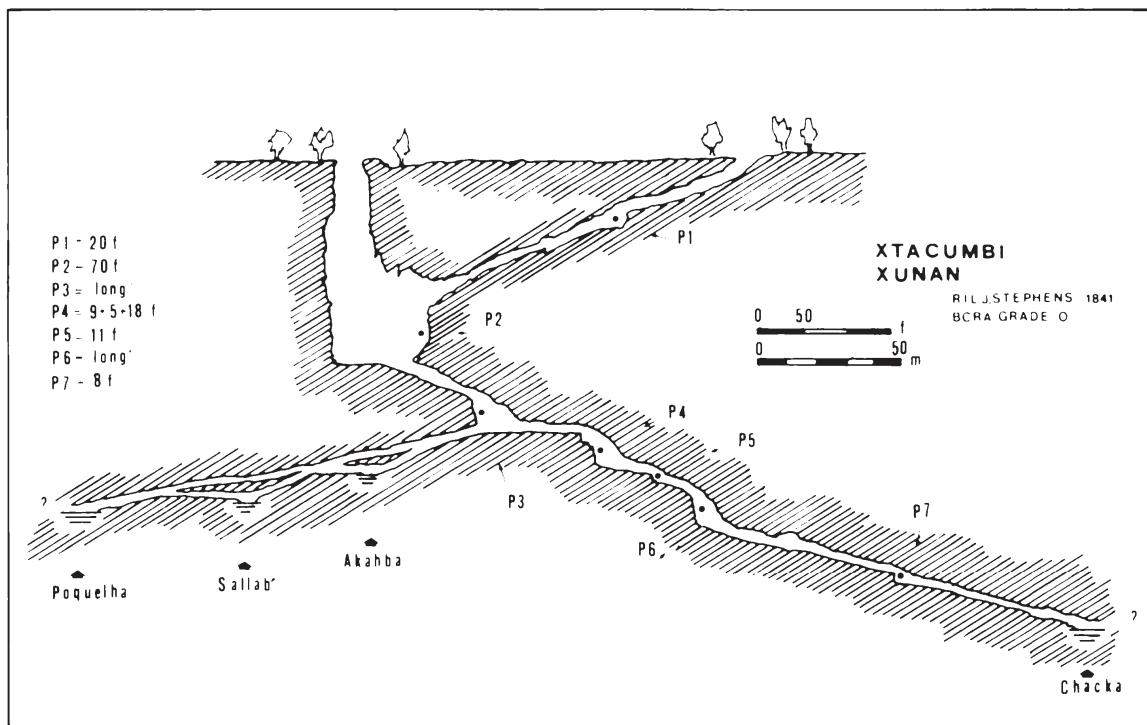 P1
P1 - 20 f
P2 - 70 f
P3 = long'
P4 = 9+5+18 f
P5 - 11 f
P6 - long'
P7 - 8 f
XTACUMBI
XUNAN
RIL J.STEPHENS 1841
BCRA GRADE O
0 50 f
0 50 m
P2
P4
P5
P3
P6
P7
?
Akahba
Sallab'
Poquelha
?
Chacka